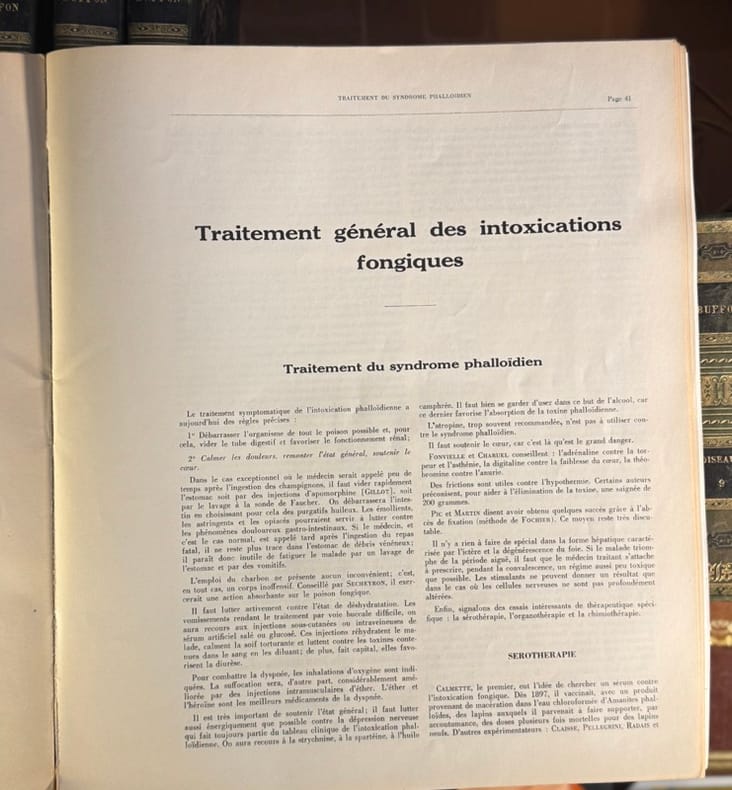 FON
TRAITEMENT DU SYNDROME PHALLOIDIEN
Page 41
Traitement général des intoxications
fongiques
Traitement du syndrome phalloïdien
Le traitement symptomatique de l'intoxication phalloïdienne a
aujourd'hui des règles précises :
1° Débarrasser l'organisme de tout le poison possible et, pour
cela, vider le tube digestif et favoriser le fonctionnement rénal;
2° Calmer les douleurs, remonter l'état général, soutenir le
cœur.
Dans le cas exceptionnel où le médecin serait appelé peu de
temps après l'ingestion des champignons, il faut vider rapidement
l'estomac soit par des injections d'apomorphine [GILLOT], soit
par le lavage à la sonde de Faucher. On débarrassera l'intes-
tin en choisissant pour cela des purgatifs huileux. Les émollients,
les astringents et les opiacés pourraient servir à lutter contre
les phénomènes douloureux gastro-intestinaux. Si le médecin, et
c'est le cas normal, est appelé tard après l'ingestion du repas
fatal, il ne reste plus trace dans l'estomac de débris vénéneux;
il paraît donc inutile de fatiguer le malade par un lavage de
l'estomac et par des vomitifs.
L'emploi du charbon ne présente aucun inconvénient; c'est,
en tout cas, un corps inoffensif. Conseillé par SECHEYRON, il exer-
cerait une action absorbante sur le poison fongique.
Il faut lutter activement contre l'état de déshydratation. Les
vomissements rendant le traitement par voie buccale difficile, on
aura recours aux injections sous-cutanées ou intraveineuses de
sérum artificiel salé ou glucosé. Ces injections réhydratent le ma-
lade, calment la soif torturante et luttent contre les toxines conte-
nues dans le sang en les diluant; de plus, fait capital, elles favo-
risent la diurèse.
Pour combattre la dyspnée, les inhalations d'oxygène sont indi-
quées. La suffocation sera, d'autre part, considérablement amé-
liorée par des injections intramusculaires d'éther. L'éther et
l'héroïne sont les meilleurs médicaments de la dyspnée.
Il est très important de soutenir l'état général; il faut lutter
aussi énergiquement que possible contre la dépression nerveuse
qui fait toujours partie du tableau clinique de l'intoxication phal-
loïdienne. On aura recours à la strychnine, à la spartéine, à l'huile
camphrée. Il faut bien se garder d'user dans ce but de l'alcool, car
ce dernier favorise l'absorption de la toxine phalloïdienne.
L'atropine, trop souvent recommandée, n'est pas à utiliser con-
tre le syndrome phalloïdien.
Il faut soutenir le cœur, car c'est là qu'est le grand danger.
FONVIELLE et CHARUEL conseillent : l'adrénaline contre la tor-
peur et l'asthénie, la digitaline contre la faiblesse du cœur, la théo-
bromine contre l'anurie.
Des frictions sont utiles contre l'hypothermie. Certains auteurs
préconisent, pour aider à l'élimination de la toxine, une saignée de
200 grammes.
PIC et MARTIN disent avoir obtenu quelques succès grâce à l'ab-
cès de fixation (méthode de FOCHIER). Ce moyen reste très discu-
table.
Il n'y a rien à faire de spécial dans la forme hépatique caracté-
risée par l'ictère et la dégénérescence du foie. Si le malade triom-
phe de la période aiguë, il faut que le médecin traitant s'attache
à prescrire, pendant la convalescence, un régime aussi peu toxique
que possible. Les stimulants ne peuvent donner un résultat que
dans le cas où les cellules nerveuses ne sont pas profondément
altérées.
Enfin, signalons des essais intéressants de thérapeutique spéci-
fique : la sérothérapie, l'organothérapie et la chimiothérapie.
SEROTHERAPIE
CALMETTE, le premier, eut l'idée de chercher un sérum contre
l'intoxication fongique. Dès 1897, il vaccinait, avec un produit
provenant de macération dans l'eau chloroformée d'Amanites phal-
loïdes, des lapins auxquels il parvenait à faire supporter, par
accoutumance, des doses plusieurs fois mortelles pour des lapins
neufs. D'autres expérimentateurs : CLAISSE, PELLEGRINI, RADAIS et
BUFFO
OISEAU
9